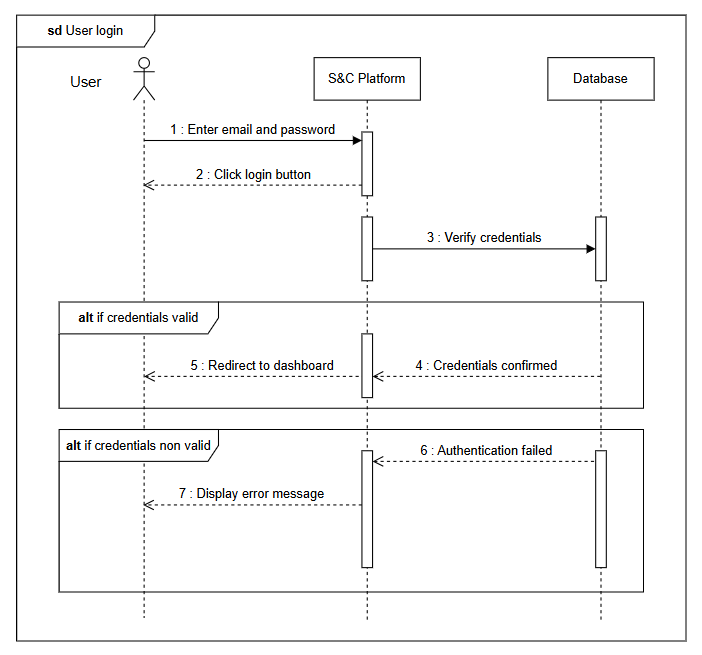 sd User login
User
S&C Platform
Database
1 : Enter email and password
2 : Click login button
3 : Verify credentials
alt if credentials valid
5 : Redirect to dashboard
4 : Credentials confirmed
alt if credentials non valid
6 : Authentication failed
7 : Display error message